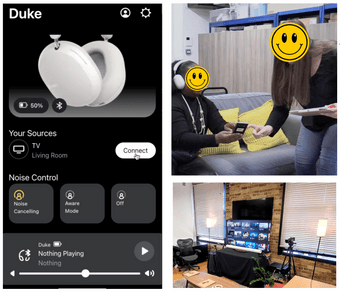 Duke
50%
Your Sources
TV
Living Room
Connect
Noise Control
Noise
Cancelling
Aware
Mode
Off
Duke
Nothing Playing
Nothing